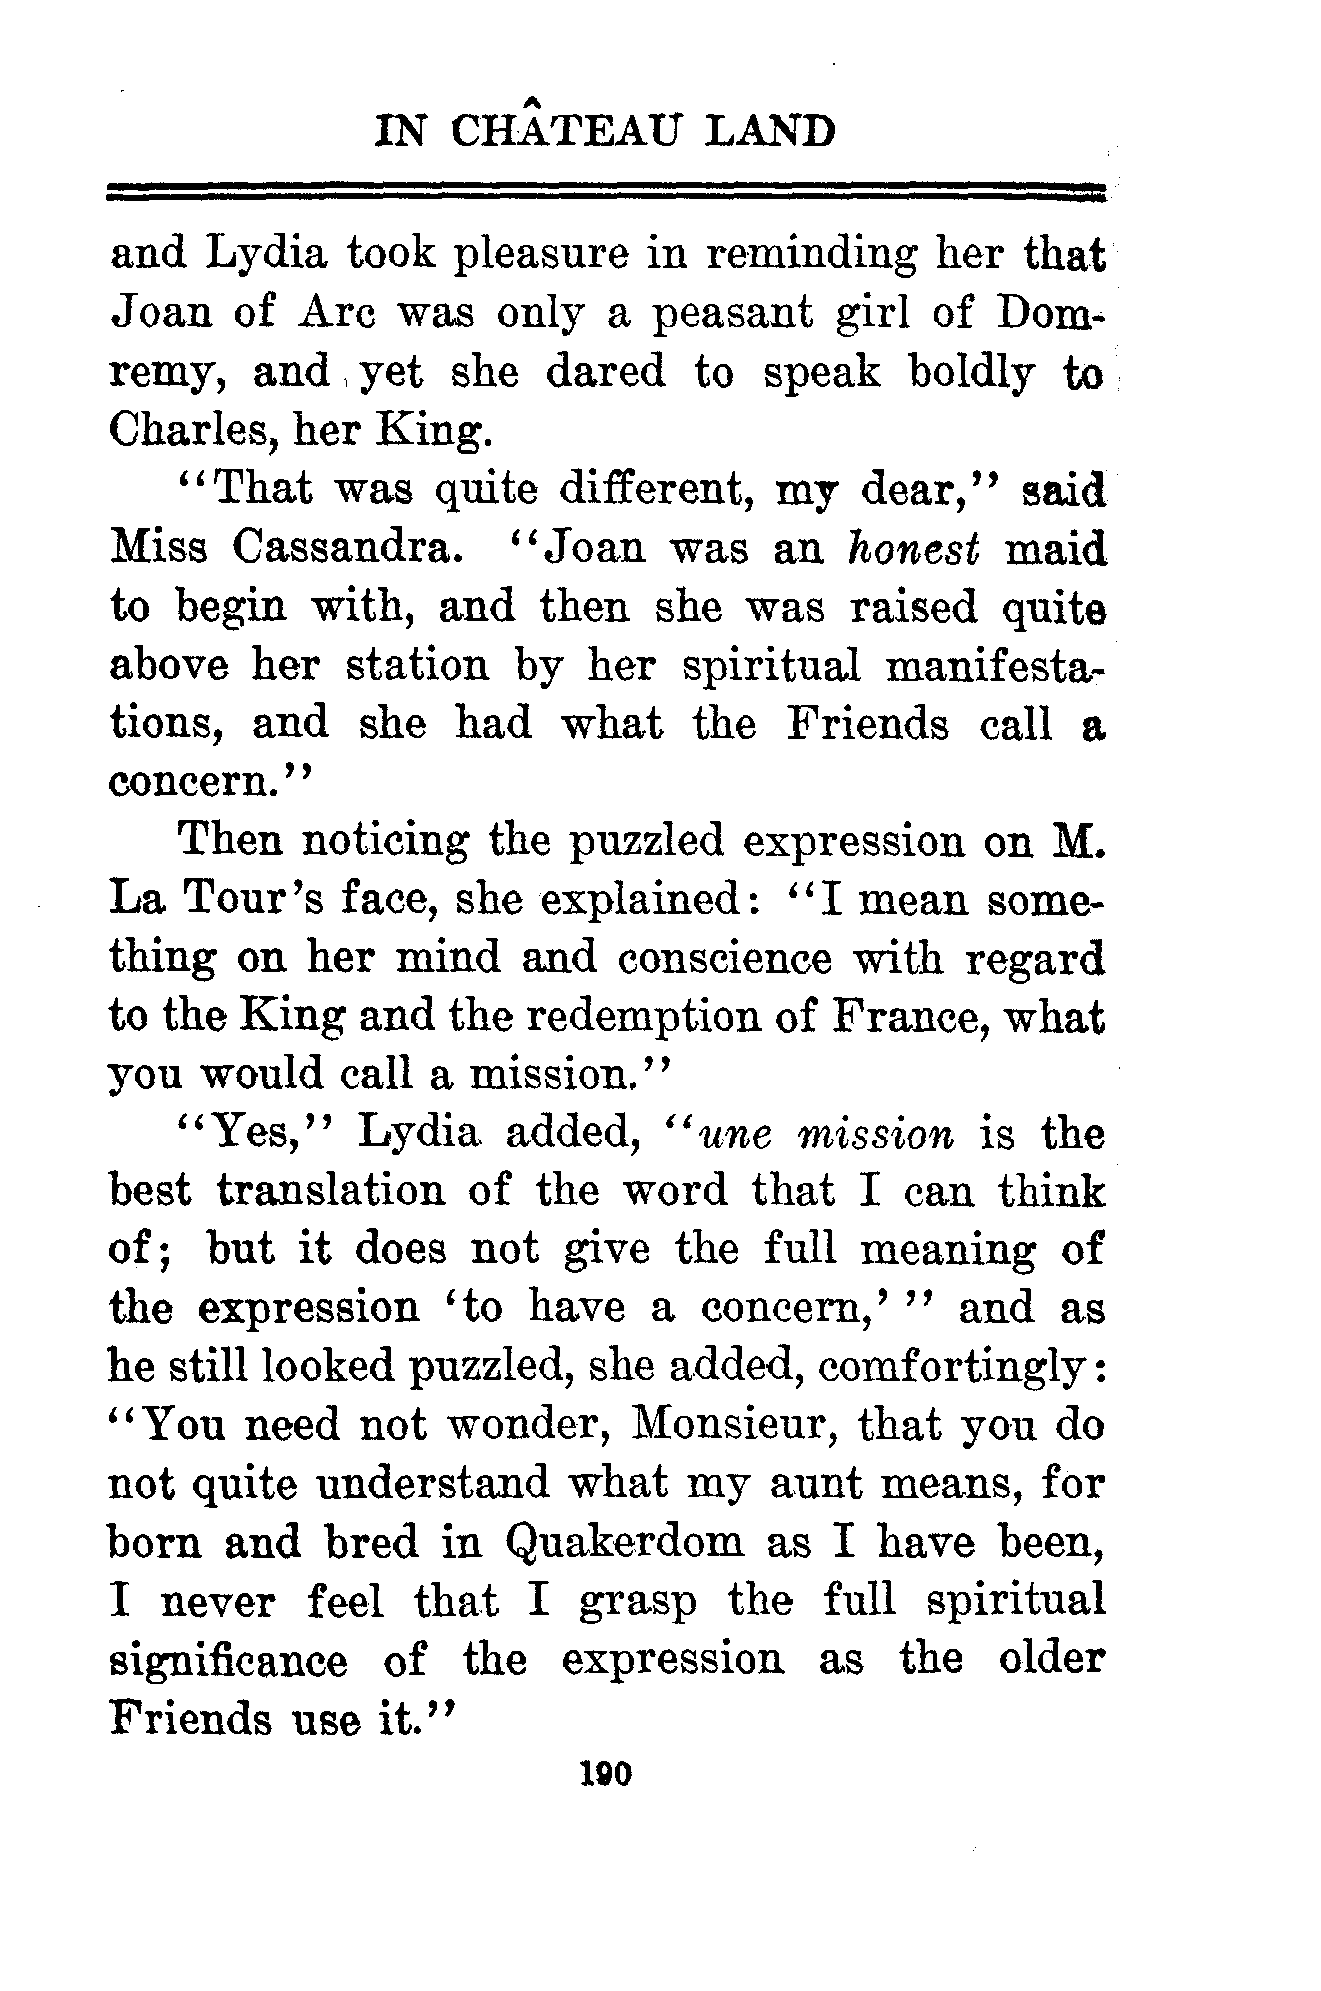 IN CHÂTEAU LAND
and Lydia took pleasure in reminding her that
Joan of Arc was only a peasant girl of Dom-
remy, and yet she dared to speak boldly to
Charles, her King.
“That was quite different, my dear,” said
Miss Cassandra. “Joan was an honest maid
to begin with, and then she was raised quite
above her station by her spiritual manifesta-
tions, and she had what the Friends call a
concern.”
Then noticing the puzzled expression on M.
La Tour’s face, she explained: “I mean some-
thing on her mind and conscience with regard
to the King and the redemption of France, what
you would call a mission.”
“Yes,” Lydia added, “une mission is the
best translation of the word that I can think
of; but it does not give the full meaning of
the expression ‘to have a concern,’ ” and as
he still looked puzzled, she added, comfortingly:
“You need not wonder, Monsieur, that you do
not quite understand what my aunt means, for
born and bred in Quakerdom as I have been,
I never feel that I grasp the full spiritual
significance of the expression as the older
Friends use it.”
190